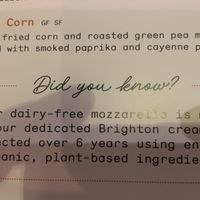 Corn GF SF
fried corn and roasted green pea m
d with smoked paprika and cayenne p
Did you know?
r dairy-free mozzarella is
our dedicated Brighton crea
ected over 6 years using en
anic, plant-based ingredie